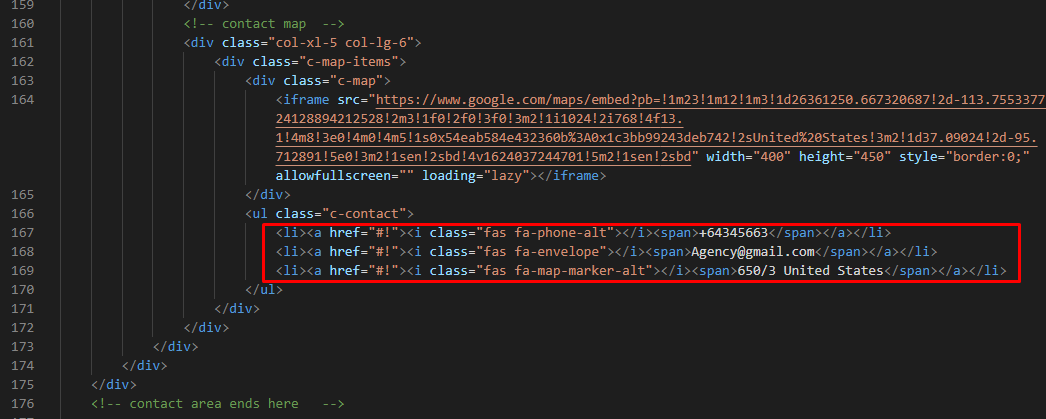 159 </div>
160 <!-- contact map -->
161 <div class="col-xl-5 col-lg-6">
162 <div class="c-map-items">
163 <div class="c-map">
164 <iframe src="https://www.google.com/maps/embed?pb=!1m23!1m12!1m3!1d26361250.667320687!2d-113.7553377
24128894212528!2m3!1f0!2f0!3f0!3m2!1i1024!2i768!4f13.
1!4m8!3e0!4m0!4m5!1s0x54eab584e432360b%3A0x1c3bb99243deb742!2sUnited%20States!3m2!1d37.09024!2d-95.
712891!5e0!3m2!1sen!2sbd!4v1624037244701!5m2!1sen!2sbd" width="400" height="450" style="border:0;"
allowfullscreen="" loading="lazy"></iframe>
165 </div>
166 <ul class="c-contact">
167 <li><a href="#!"><i class="fas fa-phone-alt"></i><span>+64345663</span></a></li>
168 <li><a href="#!"><i class="fas fa-envelope"></i><span>Agency@gmail.com</span></a></li>
169 <li><a href="#!"><i class="fas fa-map-marker-alt"></i><span>650/3 United States</span></a></li>
170 </ul>
171 </div>
172 </div>
173 </div>
174 </div>
175 </div>
176 <!-- contact area ends here -->
177